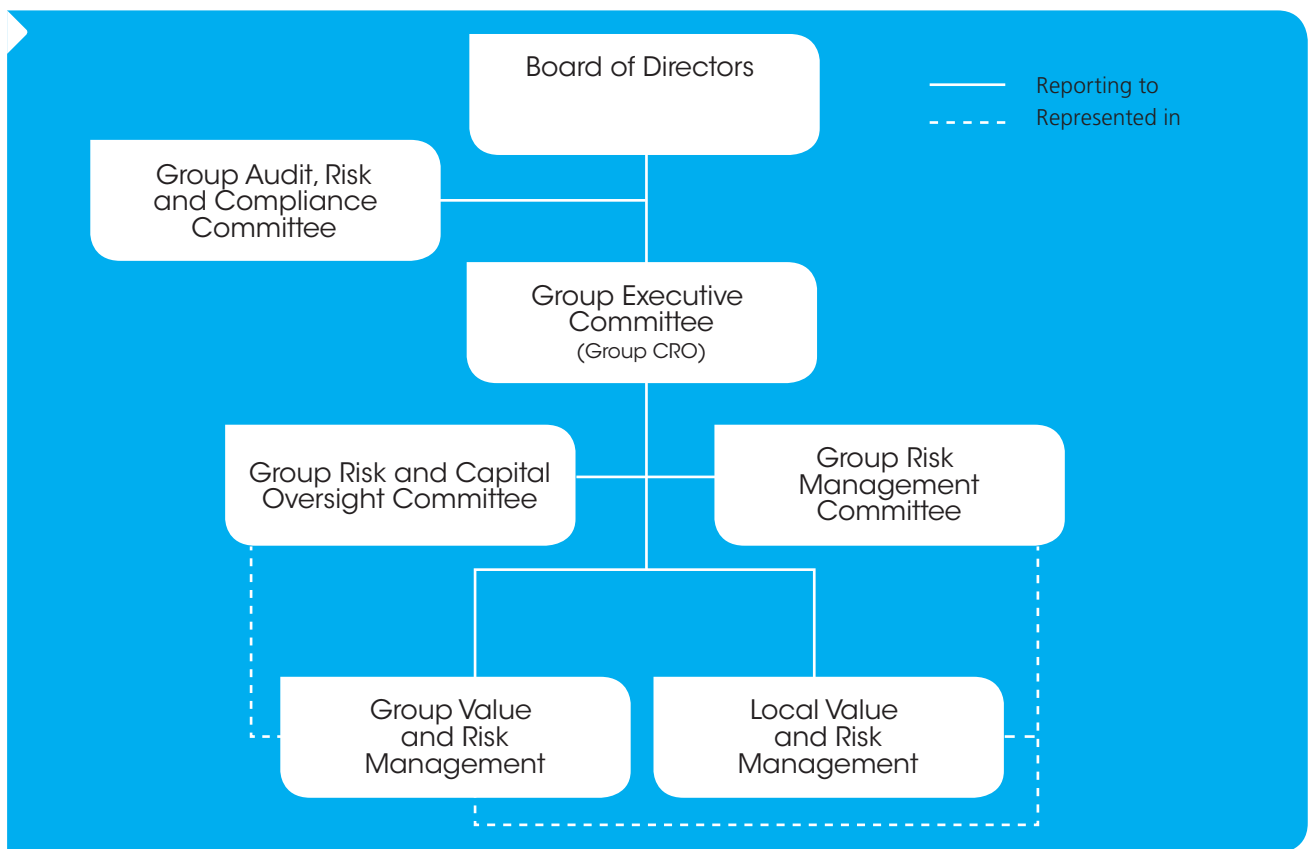 Board of Directors
Reporting to
Represented in
Group Audit, Risk
and Compliance
Committee
Group Executive
Committee
(Group CRO)
Group Risk and Capital
Oversight Committee
Group Risk
Management
Committee
Group Value
and Risk
Management
Local Value
and Risk
Management